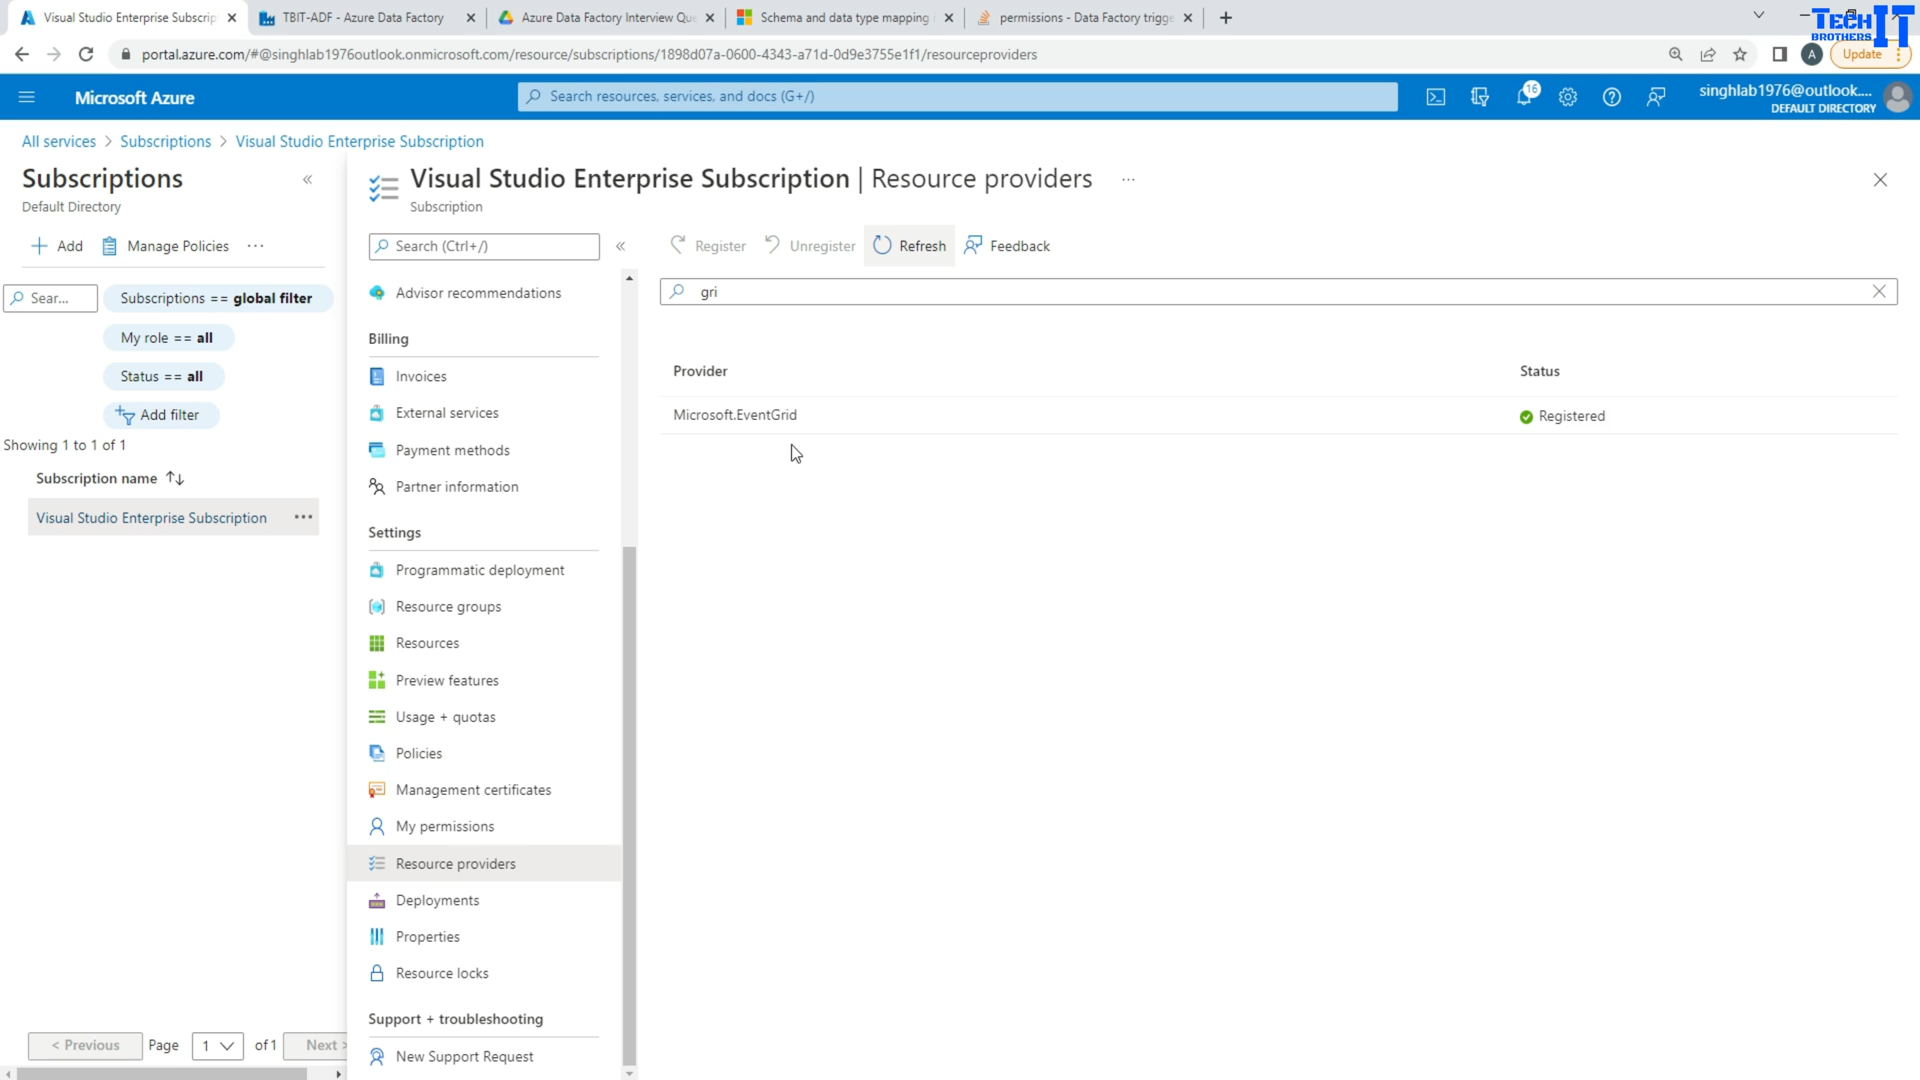 Visual Studio Enterprise Subscrip
TBIT-ADF - Azure Data Factory
Azure Data Factory Interview Que
Schema and data type mapping
permissions - Data Factory trigge
TECH IT
BROTHERS
portal.azure.com/#@singhlab1976outlook.onmicrosoft.com/resource/subscriptions/1898d07a-0600-4343-a71d-0d9e3755e1f1/resourceproviders
A
Update
Microsoft Azure
Search resources, services, and docs (G+/)
16
singhlab1976@outlook....
DEFAULT DIRECTORY
All services > Subscriptions > Visual Studio Enterprise Subscription
Subscriptions
Default Directory
Add
Manage Policies
Sear...
Subscriptions == global filter
My role == all
Status == all
Add filter
Showing 1 to 1 of 1
Subscription name
Visual Studio Enterprise Subscription
< Previous
Page
1
of 1
Next >
Visual Studio Enterprise Subscription | Resource providers
Subscription
Search (Ctrl+/)
Advisor recommendations
Billing
Invoices
External services
Payment methods
Partner information
Settings
Programmatic deployment
Resource groups
Resources
Preview features
Usage + quotas
Policies
Management certificates
My permissions
Resource providers
Deployments
Properties
Resource locks
Support + troubleshooting
New Support Request
Register
Unregister
Refresh
Feedback
gri
Provider
Status
Microsoft.EventGrid
Registered